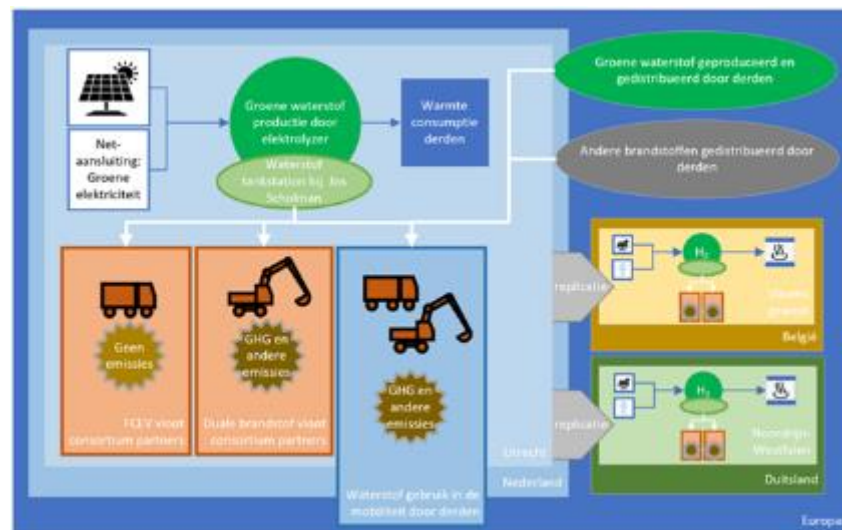 Groene waterstof
productie door
elektrolyzer
Warmte
consumptie
derden
Net-
aansluiting:
Groene
elektriciteit
Waterstof
tankstation bij Jos
Scholman
Groene waterstof geproduceerd en
gedistribueerd door derden
Andere brandstoffen gedistribueerd door
derden
Geen
emissies
FCEV vloot
consortium partners
GHG en
andere
emissies
Duale brandstof vloot
consortium partners
GHG en
andere
emissies
Waterstof gebruik in de
mobiliteit door derden
Utrecht
Nederland
replicatie
H2
België
replicatie
H2
Noordrijn-
Westfalen
Duitsland
Europa